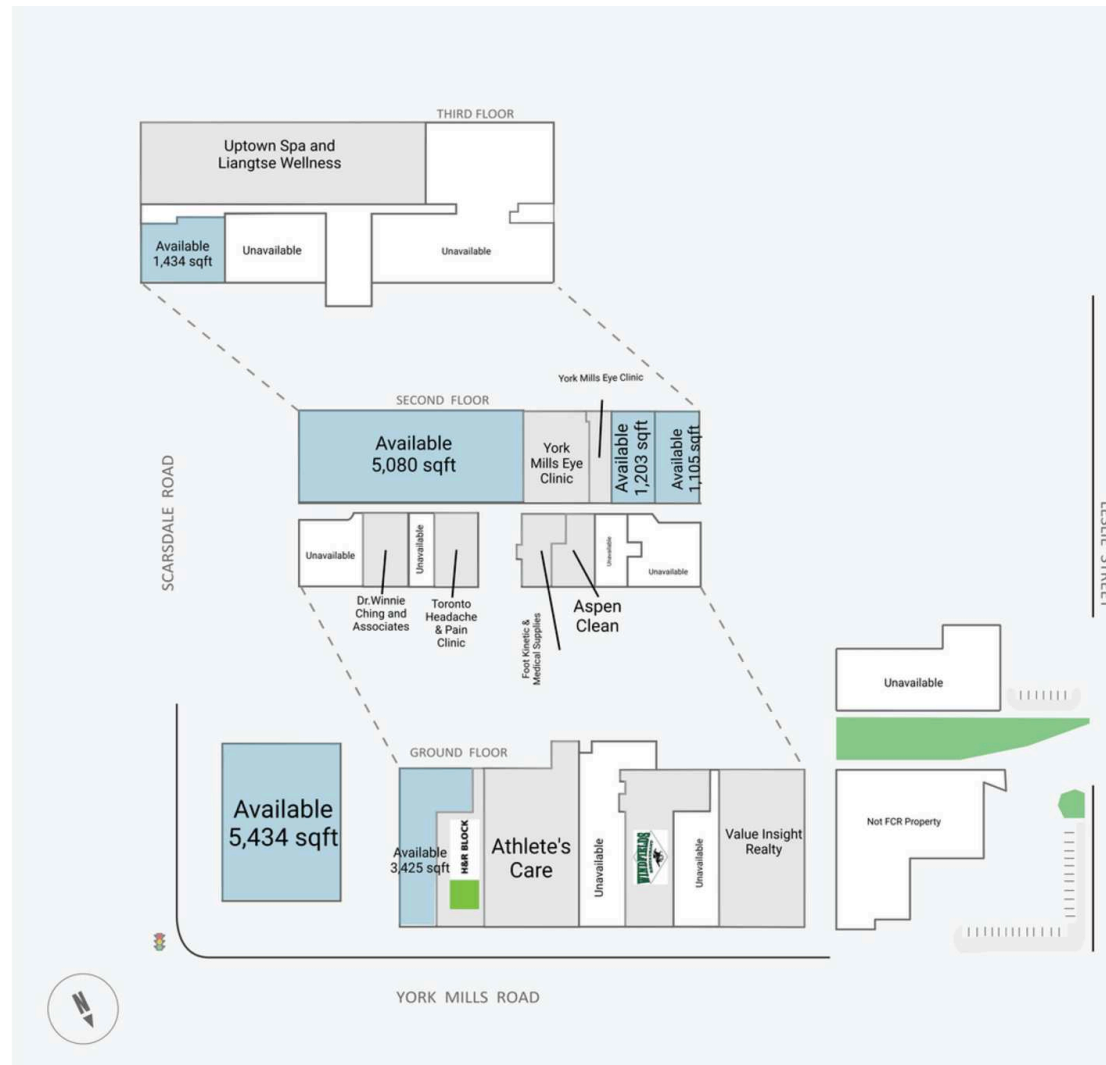 THIRD FLOOR
Uptown Spa and
Liangtse Wellness
Available
1,434 sqft
Unavailable
Unavailable
York Mills Eye Clinic
SECOND FLOOR
Available
5,080 sqft
York
Mills Eye
Clinic
Available
1,203 sqft
Available
1,105 sqft
SCARSDALE ROAD
LESLIE STREET
Unavailable
Unavailable
Unavailable
Unavailable
Dr.Winnie
Ching and
Associates
Toronto
Headache
& Pain
Clinic
Foot Kinetic &
Medical Supplies
Aspen
Clean
Unavailable
GROUND FLOOR
Available
5,434 sqft
Available
3,425 sqft
H&R BLOCK
Athlete's
Care
Unavailable
WINDFIELDS
Unavailable
Value Insight
Realty
Not FCR Property
YORK MILLS ROAD
N